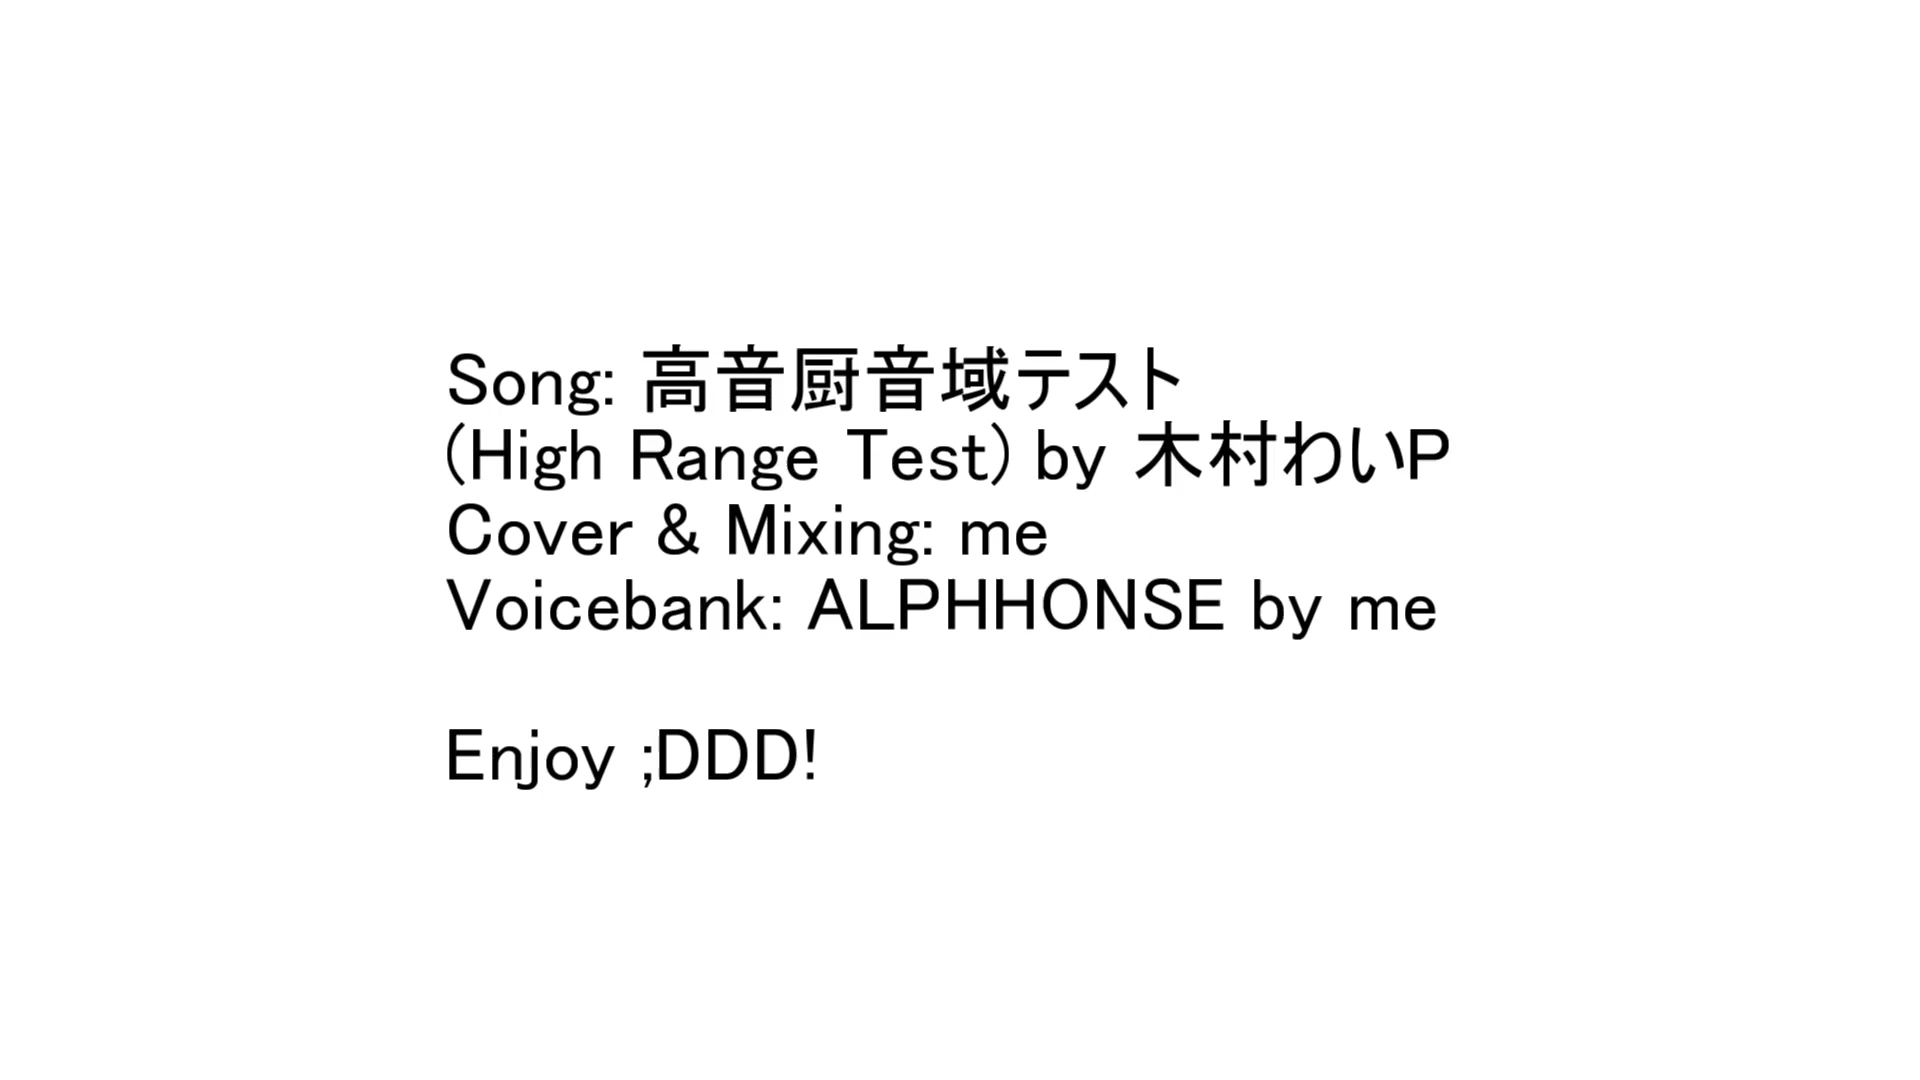 Song: 高音厨音域テスト
(High Range Test) by 木村わいP
Cover & Mixing: me
Voicebank: ALPHHONSE by me
Enjoy ;DDD!